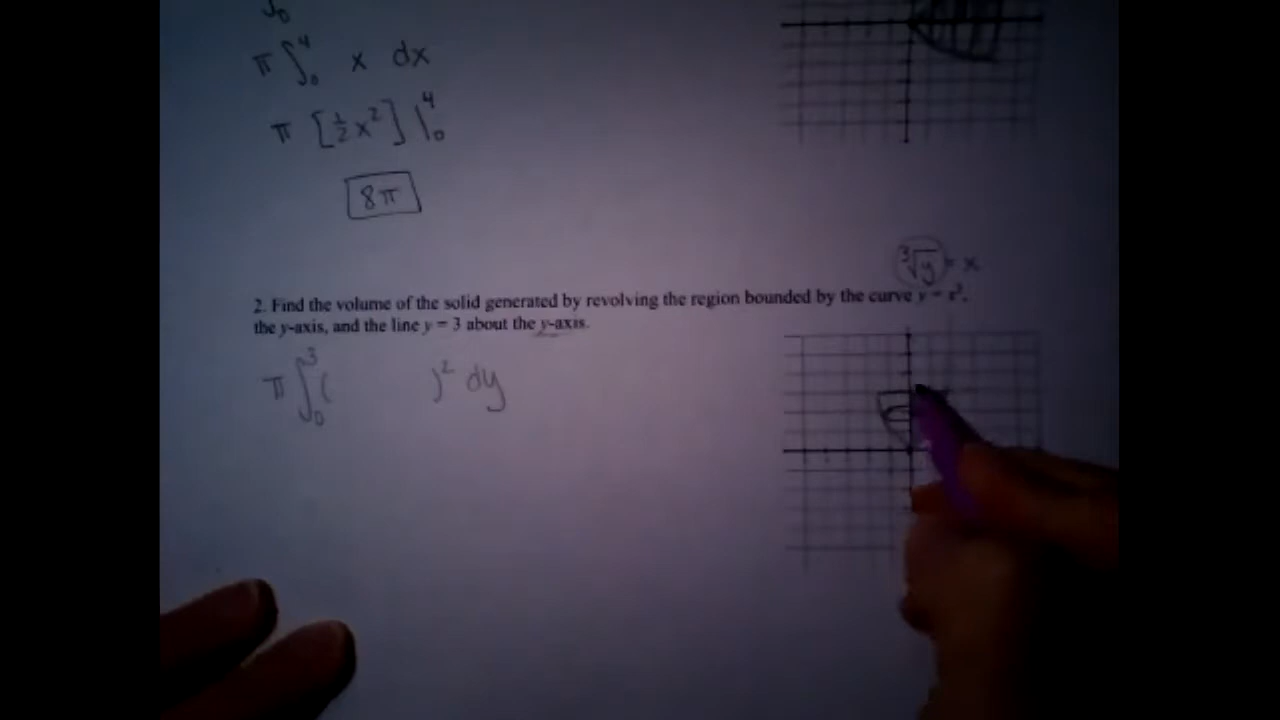 ∫₀
π ∫₀⁴ x dx
π [½x²] |₀⁴
8π
∛y = x
2. Find the volume of the solid generated by revolving the region bounded by the curve y = x³,
the y-axis, and the line y = 3 about the y-axis.
π ∫₀³ ( )² dy